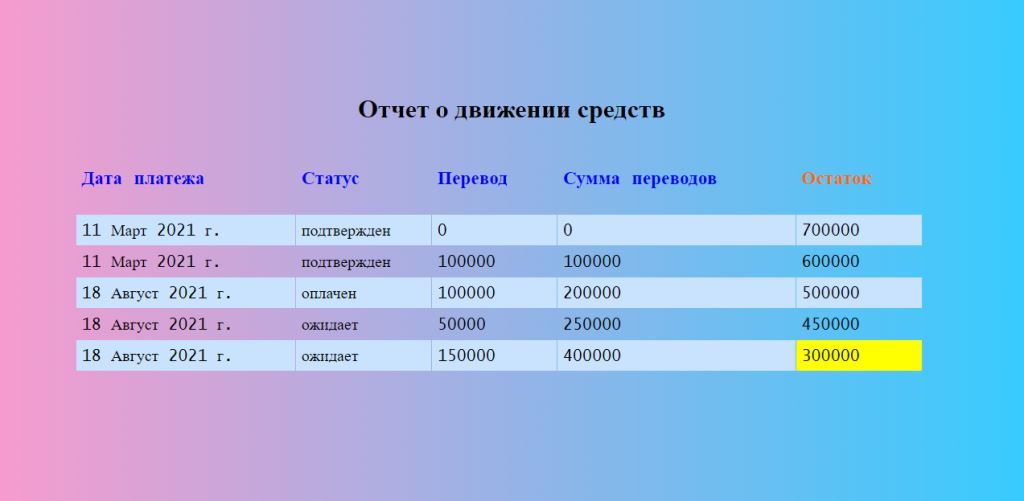 Отчет о движении средств
Дата платежа Статус Перевод Сумма переводов Остаток
11 Март 2021 г. подтвержден 0 0 700000
11 Март 2021 г. подтвержден 100000 100000 600000
18 Август 2021 г. оплачен 100000 200000 500000
18 Август 2021 г. ожидает 50000 250000 450000
18 Август 2021 г. ожидает 150000 400000 300000